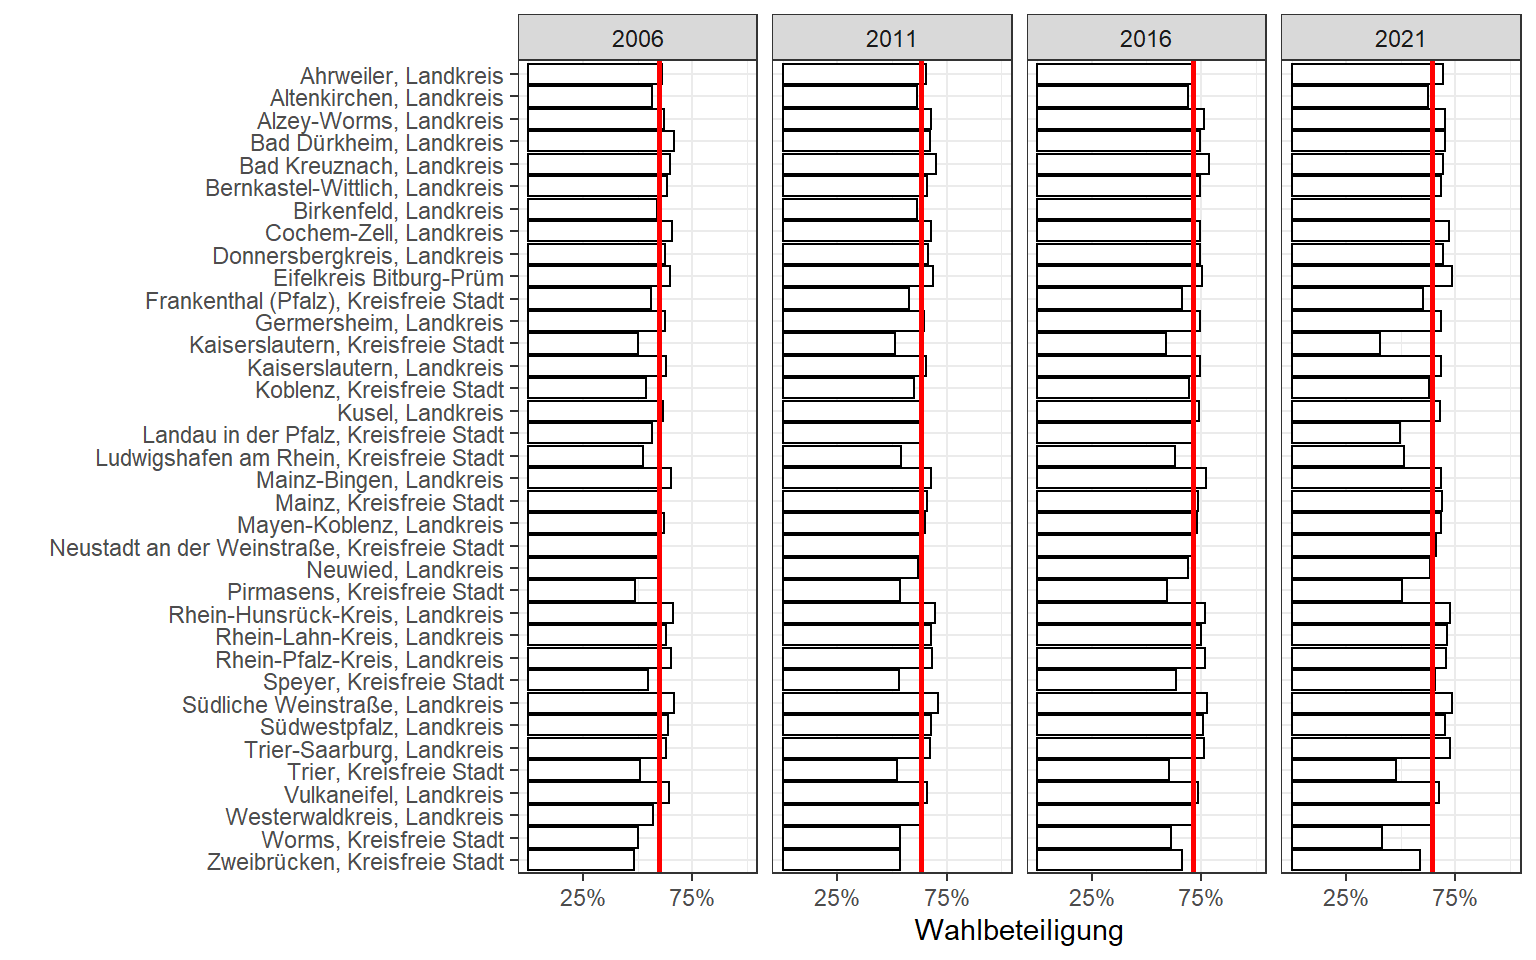 2006 2011 2016 2021
Ahrweiler, Landkreis
Altenkirchen, Landkreis
Alzey-Worms, Landkreis
Bad Dürkheim, Landkreis
Bad Kreuznach, Landkreis
Bernkastel-Wittlich, Landkreis
Birkenfeld, Landkreis
Cochem-Zell, Landkreis
Donnersbergkreis, Landkreis
Eifelkreis Bitburg-Prüm
Frankenthal (Pfalz), Kreisfreie Stadt
Germersheim, Landkreis
Kaiserslautern, Kreisfreie Stadt
Kaiserslautern, Landkreis
Koblenz, Kreisfreie Stadt
Kusel, Landkreis
Landau in der Pfalz, Kreisfreie Stadt
Ludwigshafen am Rhein, Kreisfreie Stadt
Mainz-Bingen, Landkreis
Mainz, Kreisfreie Stadt
Mayen-Koblenz, Landkreis
Neustadt an der Weinstraße, Kreisfreie Stadt
Neuwied, Landkreis
Pirmasens, Kreisfreie Stadt
Rhein-Hunsrück-Kreis, Landkreis
Rhein-Lahn-Kreis, Landkreis
Rhein-Pfalz-Kreis, Landkreis
Speyer, Kreisfreie Stadt
Südliche Weinstraße, Landkreis
Südwestpfalz, Landkreis
Trier-Saarburg, Landkreis
Trier, Kreisfreie Stadt
Vulkaneifel, Landkreis
Westerwaldkreis, Landkreis
Worms, Kreisfreie Stadt
Zweibrücken, Kreisfreie Stadt
25% 75% 25% 75% 25% 75% 25% 75%
Wahlbeteiligung